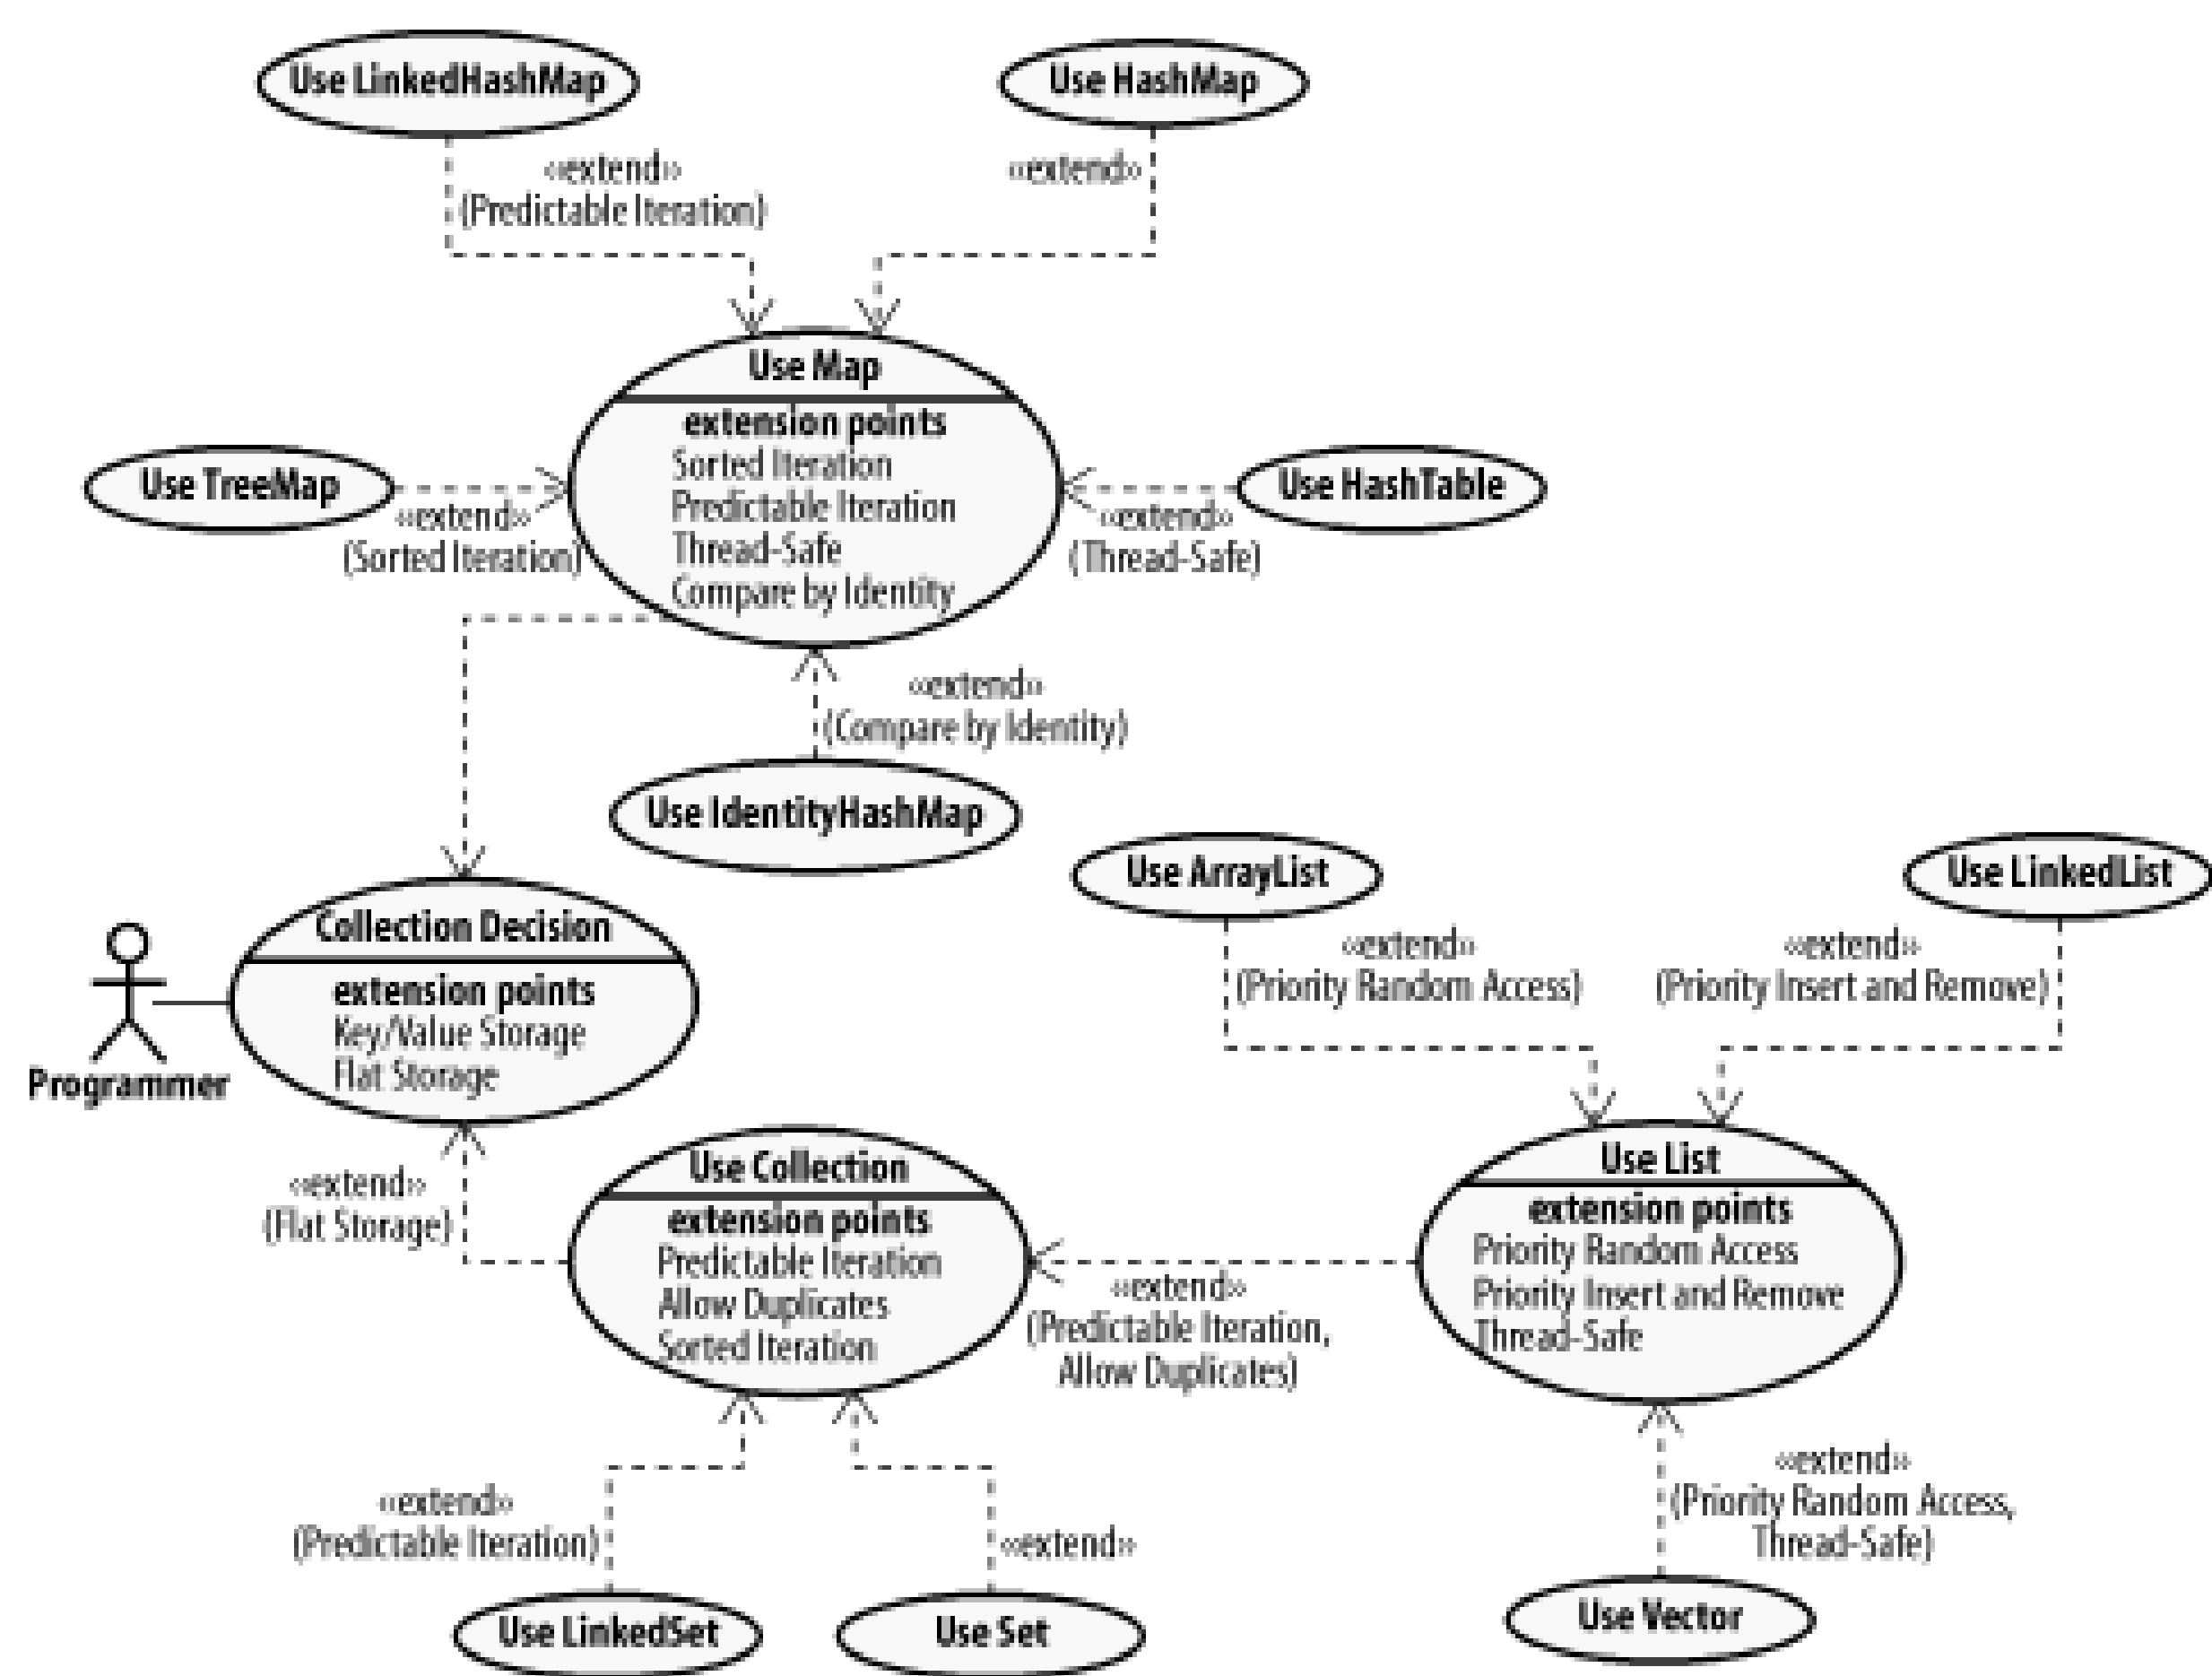 Use LinkedHashMap
Use HashMap
«extend»
(Predictable Iteration)
«extend»
Use Map
extension points
Sorted Iteration
Predictable Iteration
Thread-Safe
Compare by Identity
Use TreeMap
«extend»
(Sorted Iteration)
Use HashTable
«extend»
(Thread-Safe)
«extend»
(Compare by Identity)
Use IdentityHashMap
Use ArrayList
Use LinkedList
«extend»
(Priority Random Access)
«extend»
(Priority Insert and Remove)
Collection Decision
extension points
Key/Value Storage
Flat Storage
Programmer
«extend»
(Flat Storage)
Use Collection
extension points
Predictable Iteration
Allow Duplicates
Sorted Iteration
«extend»
(Predictable Iteration,
Allow Duplicates)
Use List
extension points
Priority Random Access
Priority Insert and Remove
Thread-Safe
«extend»
(Predictable Iteration)
«extend»
«extend»
(Priority Random Access,
Thread-Safe)
Use LinkedSet
Use Set
Use Vector